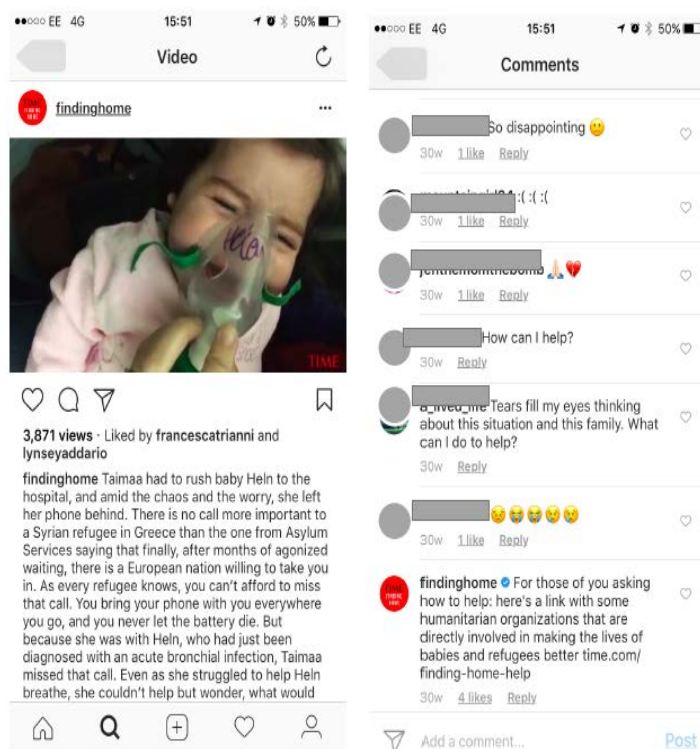 EE 4G 15:51 50%
Video
findinghome
Helen
TIME
3,871 views · Liked by francescatrianni and
lynseyaddario
findinghome Taimaa had to rush baby Heln to the
hospital, and amid the chaos and the worry, she left
her phone behind. There is no call more important to
a Syrian refugee in Greece than the one from Asylum
Services saying that finally, after months of agonized
waiting, there is a European nation willing to take you
in. As every refugee knows, you can't afford to miss
that call. You bring your phone with you everywhere
you go, and you never let the battery die. But
because she was with Heln, who had just been
diagnosed with an acute bronchial infection, Taimaa
missed that call. Even as she struggled to help Heln
breathe, she couldn't help but wonder, what would
EE 4G 15:51 50%
Comments
So disappointing 🙁
30w 1 like Reply
:( :( :(
30w 1 like Reply
🙏🏻💔
30w 1 like Reply
How can I help?
30w Reply
Tears fill my eyes thinking
about this situation and this family. What
can I do to help?
30w Reply
😢😭😭😢😢
30w 1 like Reply
findinghome For those of you asking
how to help: here's a link with some
humanitarian organizations that are
directly involved in making the lives of
babies and refugees better time.com/
finding-home-help
30w 4 likes Reply
Add a comment... Post